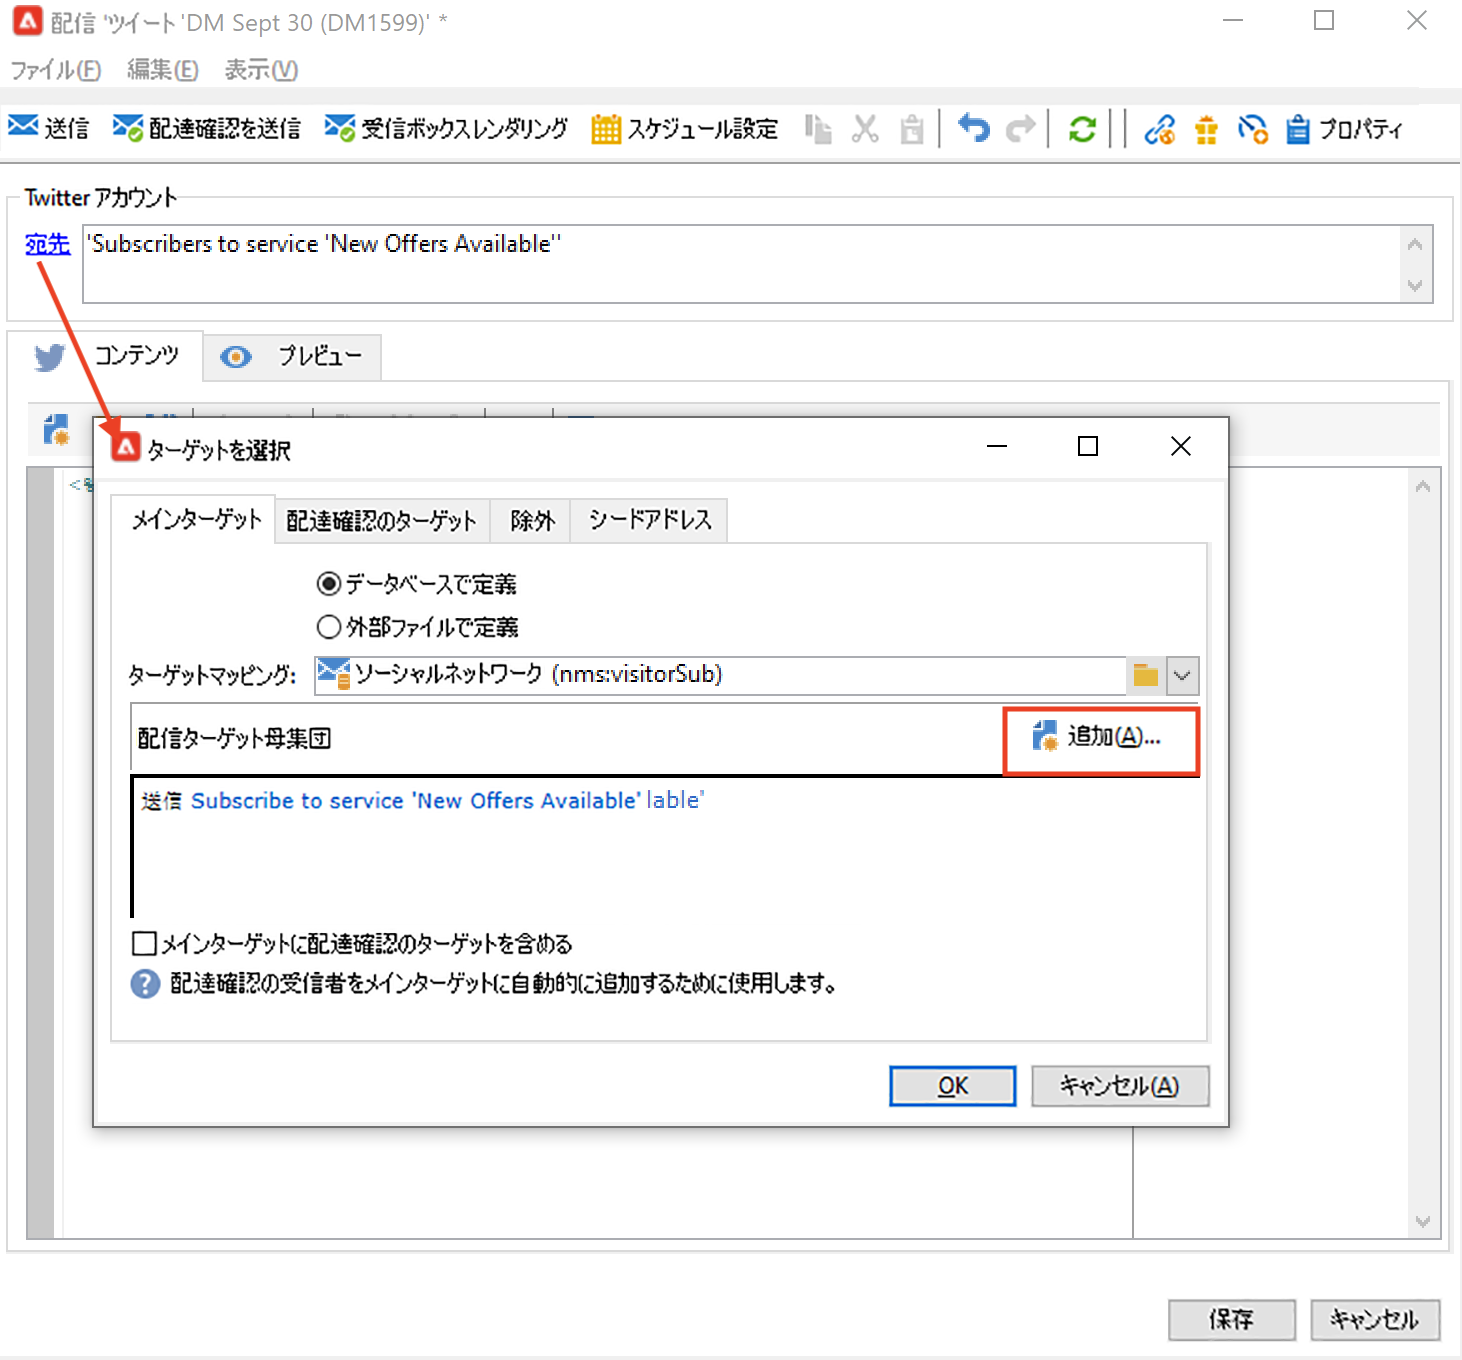 配信 'ツイート 'DM Sept 30 (DM1599)' *
ファイル(F) 編集(E) 表示(V)
送信 配達確認を送信 受信ボックスレンダリング スケジュール設定 プロパティ
Twitter アカウント
宛先 'Subscribers to service 'New Offers Available''
コンテンツ プレビュー
<%
ターゲットを選択
メインターゲット 配達確認のターゲット 除外 シードアドレス
データベースで定義
外部ファイルで定義
ターゲットマッピング: ソーシャルネットワーク (nms:visitorSub)
配信ターゲット母集団 追加(A)...
送信 Subscribe to service 'New Offers Available' lable'
メインターゲットに配達確認のターゲットを含める
? 配達確認の受信者をメインターゲットに自動的に追加するために使用します。
OK キャンセル(A)
保存 キャンセル